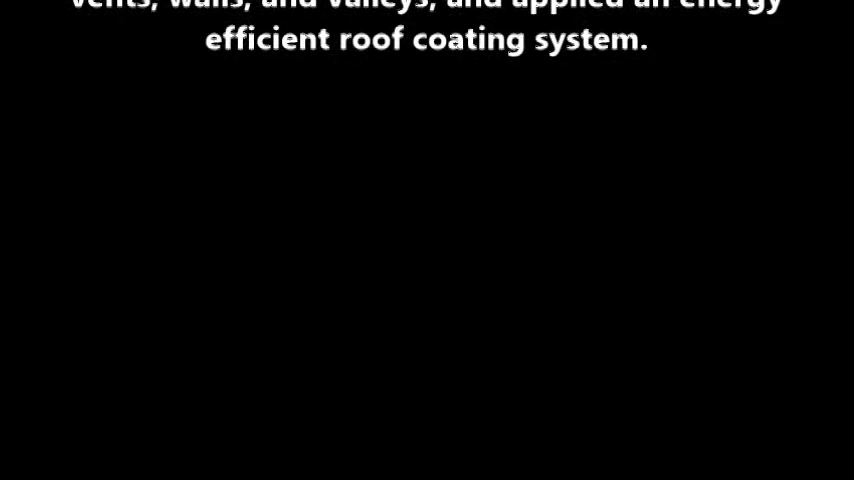 vents, walls, and valleys, and applied an energy
efficient roof coating system.